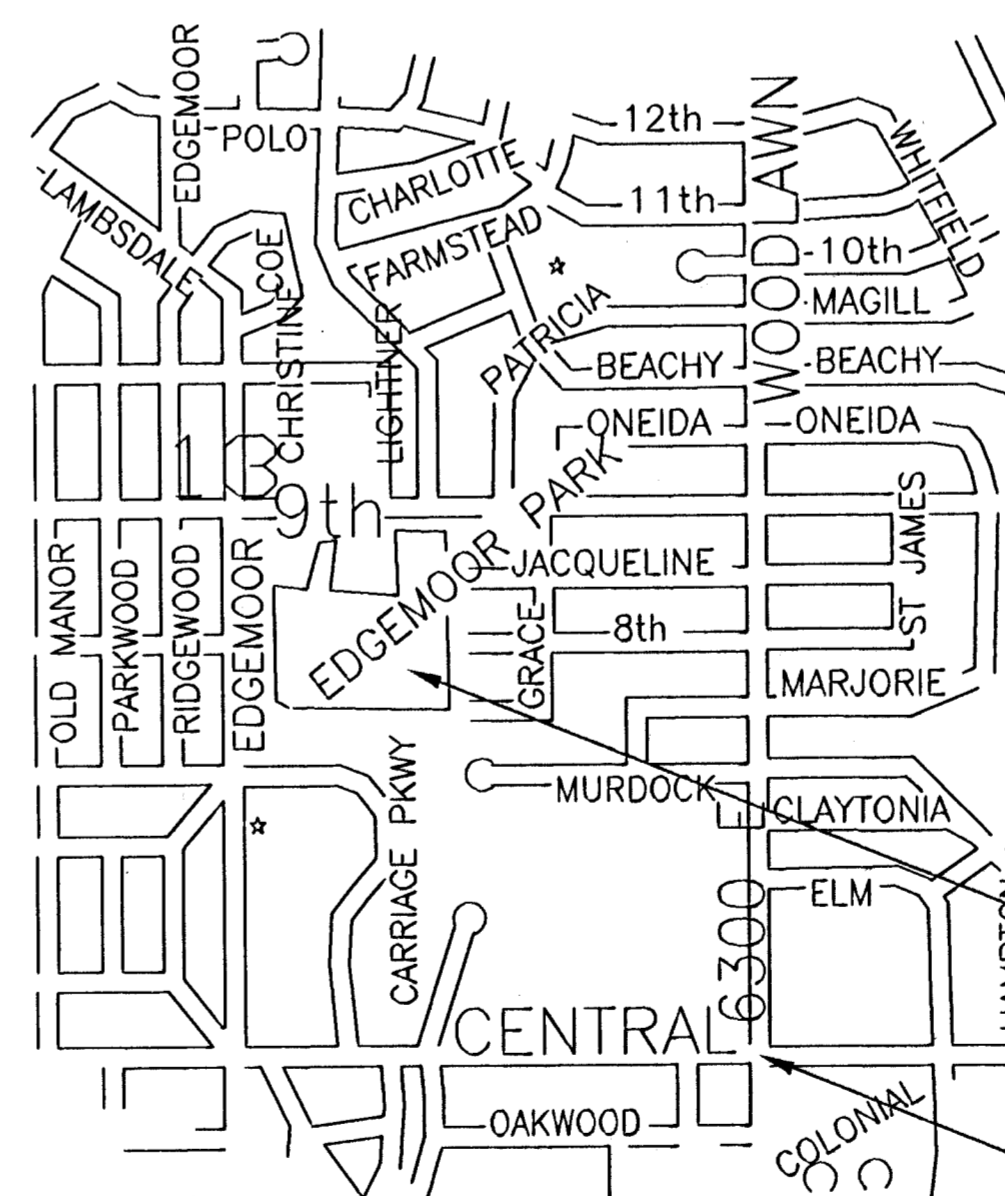 EDGEMOOR
POLO
12th
WOODLAWN
WHITFIELD
LAMBSDALE
CHARLOTTE
11th
COE
FARMSTEAD
10th
PATRICIA
MAGILL
CHRISTINE
LIGHTNER
BEACHY
BEACHY
ONEIDA
ONEIDA
13
9th
EDGEMOOR PARK
ST JAMES
OLD MANOR
PARKWOOD
RIDGEWOOD
EDGEMOOR
JACQUELINE
GRACE
8th
MARJORIE
CARRIAGE PKWY
MURDOCK
6300 E
CLAYTONIA
ELM
CENTRAL
OAKWOOD
COLONIAL